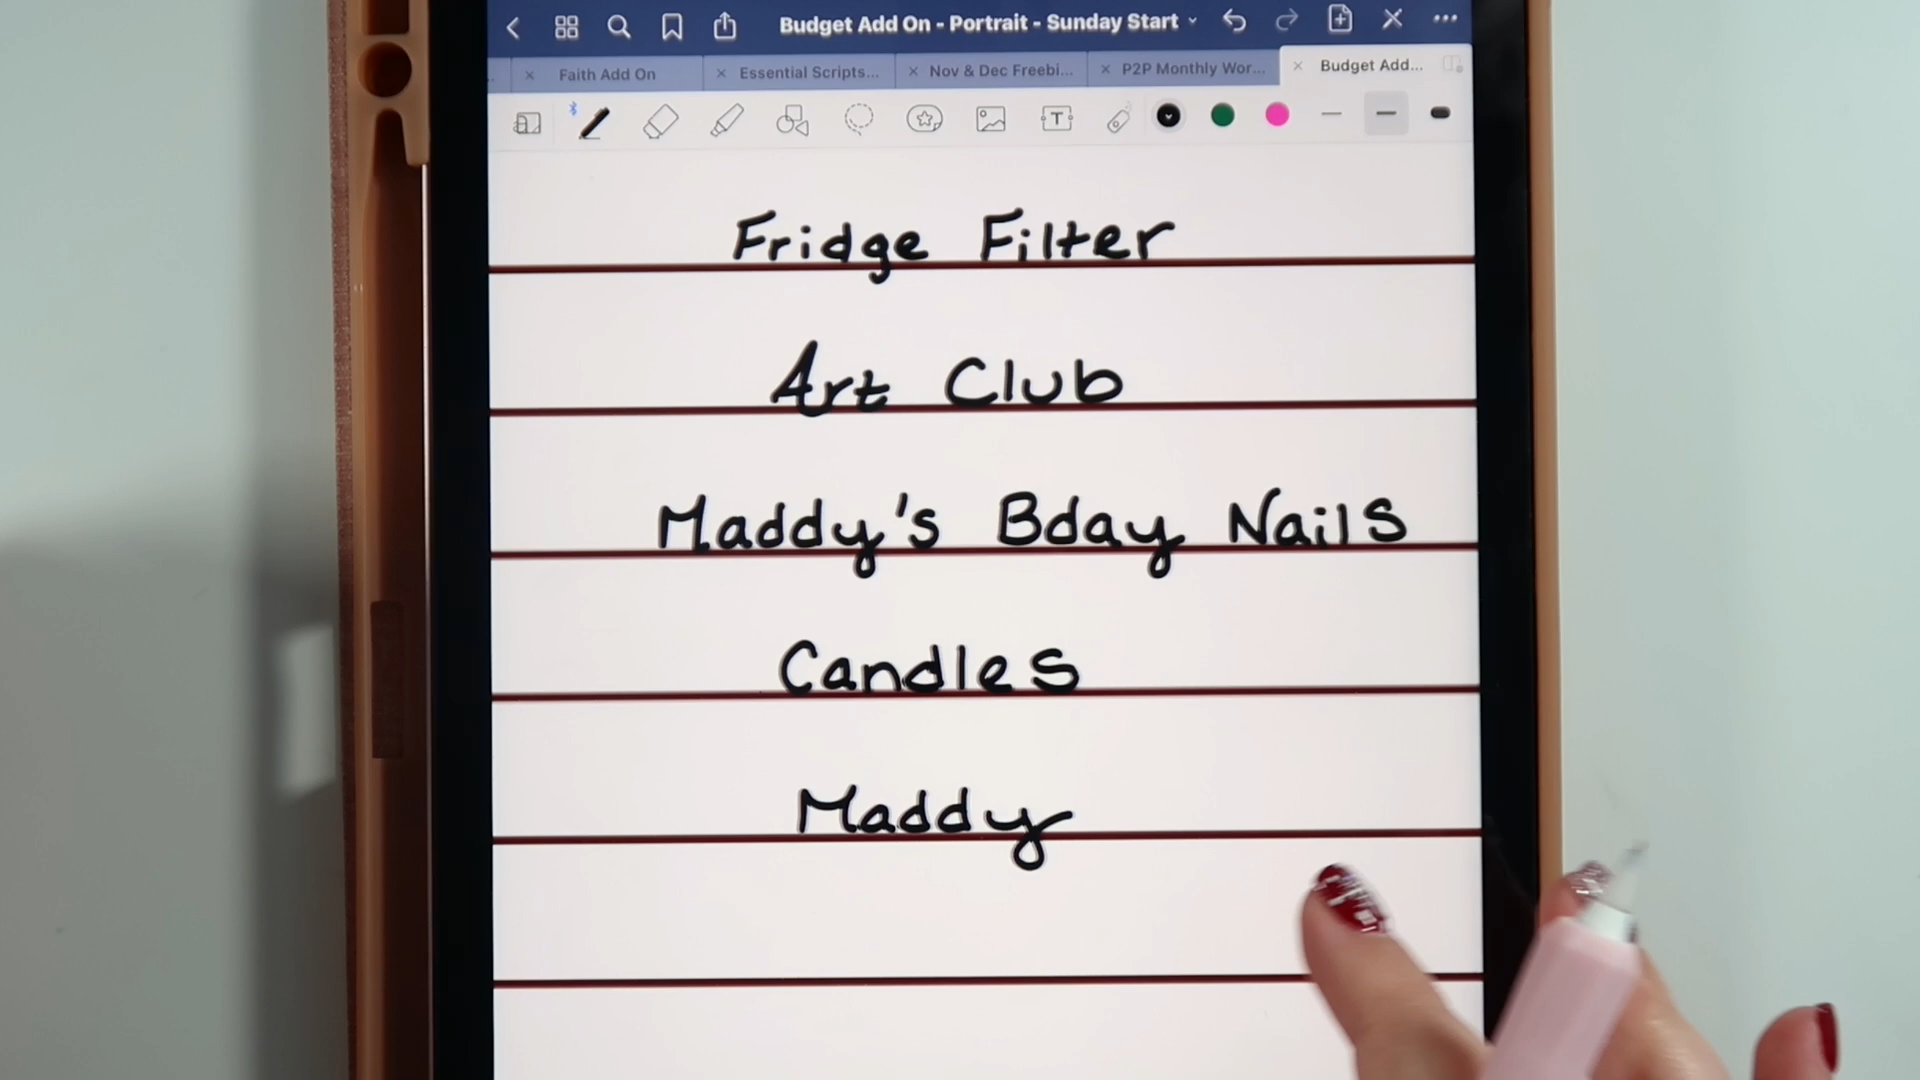 Budget Add On - Portrait - Sunday Start
Faith Add On
Essential Scripts...
Nov & Dec Freebi...
P2P Monthly Wor...
Budget Add...
T
Fridge Filter
Art Club
Maddy's Bday Nails
Candles
Maddy